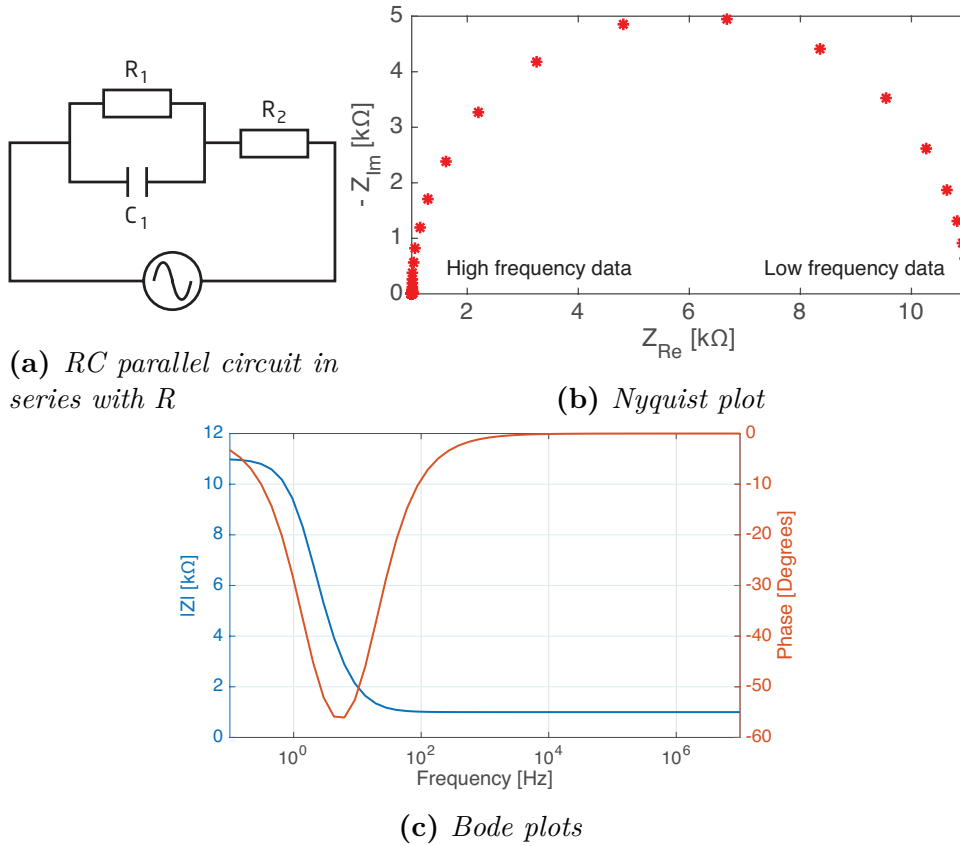 R1
R2
C1
(a) RC parallel circuit in
series with R
5
4
3
2
1
0
- ZIm [kΩ]
High frequency data
Low frequency data
2
4
6
8
10
ZRe [kΩ]
(b) Nyquist plot
12
10
8
6
4
2
0
|Z| [kΩ]
0
-10
-20
-30
-40
-50
-60
Phase [Degrees]
10^0
10^2
10^4
10^6
Frequency [Hz]
(c) Bode plots